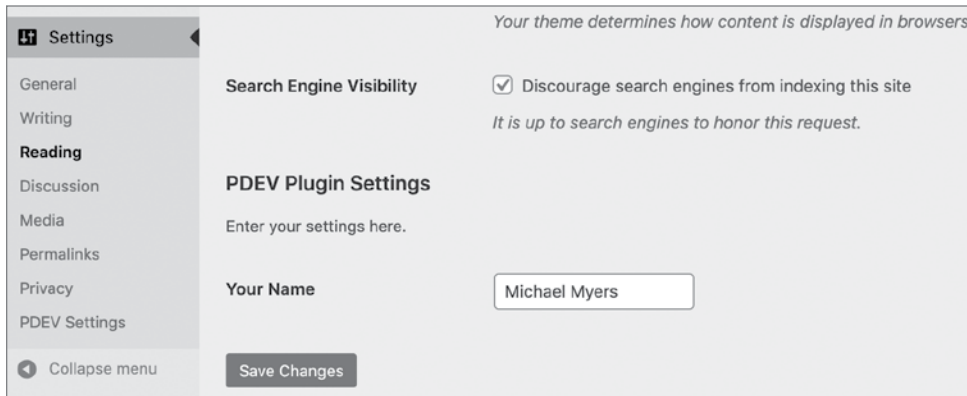 Settings
General
Writing
Reading
Discussion
Media
Permalinks
Privacy
PDEV Settings
Collapse menu
Your theme determines how content is displayed in browsers
Search Engine Visibility
Discourage search engines from indexing this site
It is up to search engines to honor this request.
PDEV Plugin Settings
Enter your settings here.
Your Name
Michael Myers
Save Changes